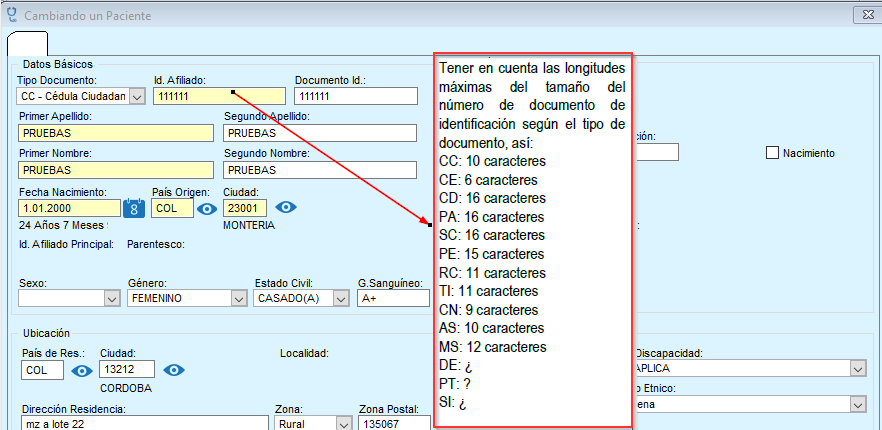 Cambiando un Paciente
Datos Básicos
Tipo Documento: Id. Afiliado: Documento Id.:
CC - Cédula Ciudadan 111111 111111
Primer Apellido: Segundo Apellido:
PRUEBAS PRUEBAS
Primer Nombre: Segundo Nombre:
PRUEBAS PRUEBAS
Fecha Nacimiento: País Origen: Ciudad:
1.01.2000 8 COL 23001
24 Años 7 Meses MONTERIA
Id. Afiliado Principal: Parentesco:
Sexo: Género: Estado Civil: G.Sanguíneo:
FEMENINO CASADO(A) A+
Tener en cuenta las longitudes
máximas del tamaño del
número de documento de
identificación según el tipo de
documento, así:
CC: 10 caracteres
CE: 6 caracteres
CD: 16 caracteres
PA: 16 caracteres
SC: 16 caracteres
PE: 15 caracteres
RC: 11 caracteres
TI: 11 caracteres
CN: 9 caracteres
AS: 10 caracteres
MS: 12 caracteres
DE: ¿
PT: ?
SI: ¿
ción:
Nacimiento
:
Ubicación
País de Res.: Ciudad: Localidad:
COL 13212
CORDOBA
Dirección Residencia: Zona: Zona Postal:
mz a lote 22 Rural 135067
Discapacidad:
APLICA
o Etnico:
ena